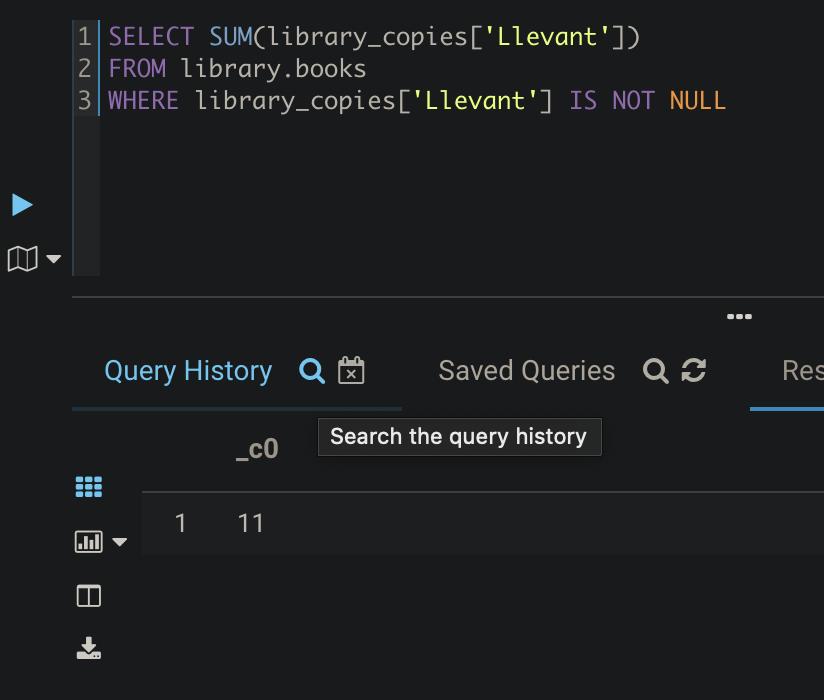 1 SELECT SUM(library_copies['Llevant'])
2 FROM library.books
3 WHERE library_copies['Llevant'] IS NOT NULL
Query History Saved Queries Res
Search the query history
_c0
1 11